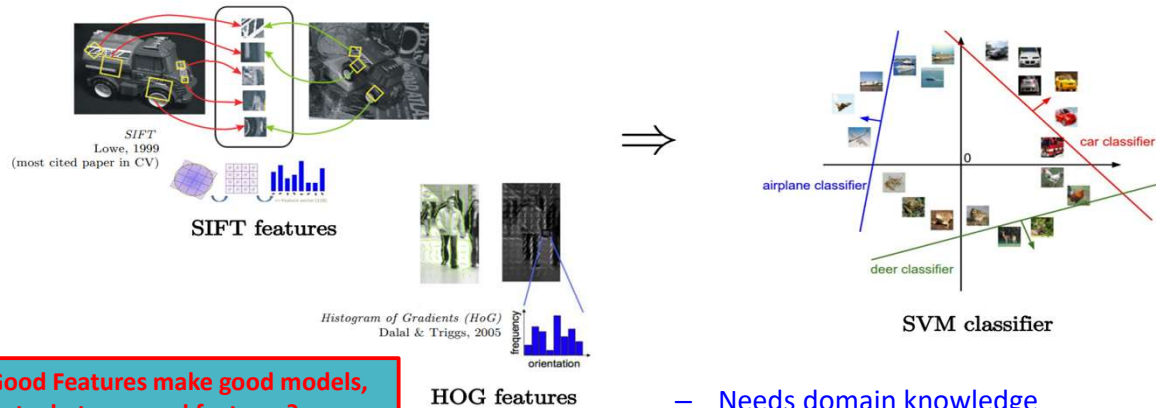 SIFT
Lowe, 1999
(most cited paper in CV)
SIFT features
Histogram of Gradients (HoG)
Dalal & Triggs, 2005
frequency
orientation
HOG features
Good Features make good models,
⇒
0
car classifier
airplane classifier
deer classifier
SVM classifier
– Needs domain knowledge